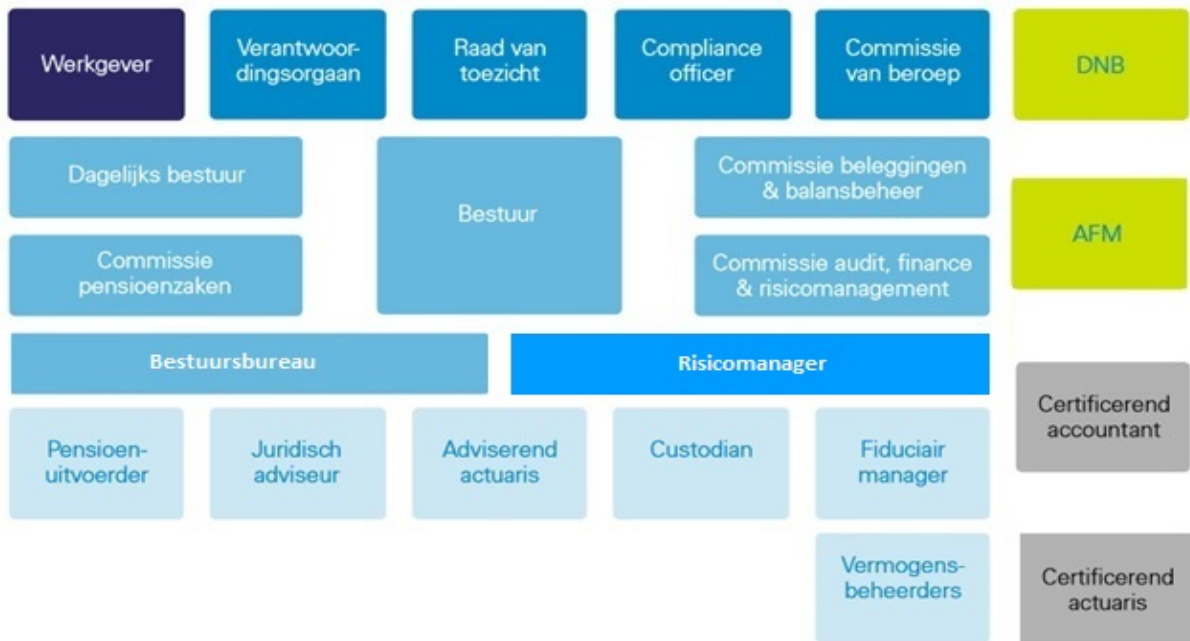 Werkgever
Verantwoor-
dingsorgaan
Raad van
toezicht
Compliance
officer
Commissie
van beroep
DNB
Dagelijks bestuur
Bestuur
Commissie beleggingen
& balansbeheer
AFM
Commissie
pensioenzaken
Commissie audit, finance
& risicomanagement
Bestuursbureau
Risicomanager
Certificerend
accountant
Pensioen-
uitvoerder
Juridisch
adviseur
Adviserend
actuaris
Custodian
Fiduciair
manager
Vermogens-
beheerders
Certificerend
actuaris